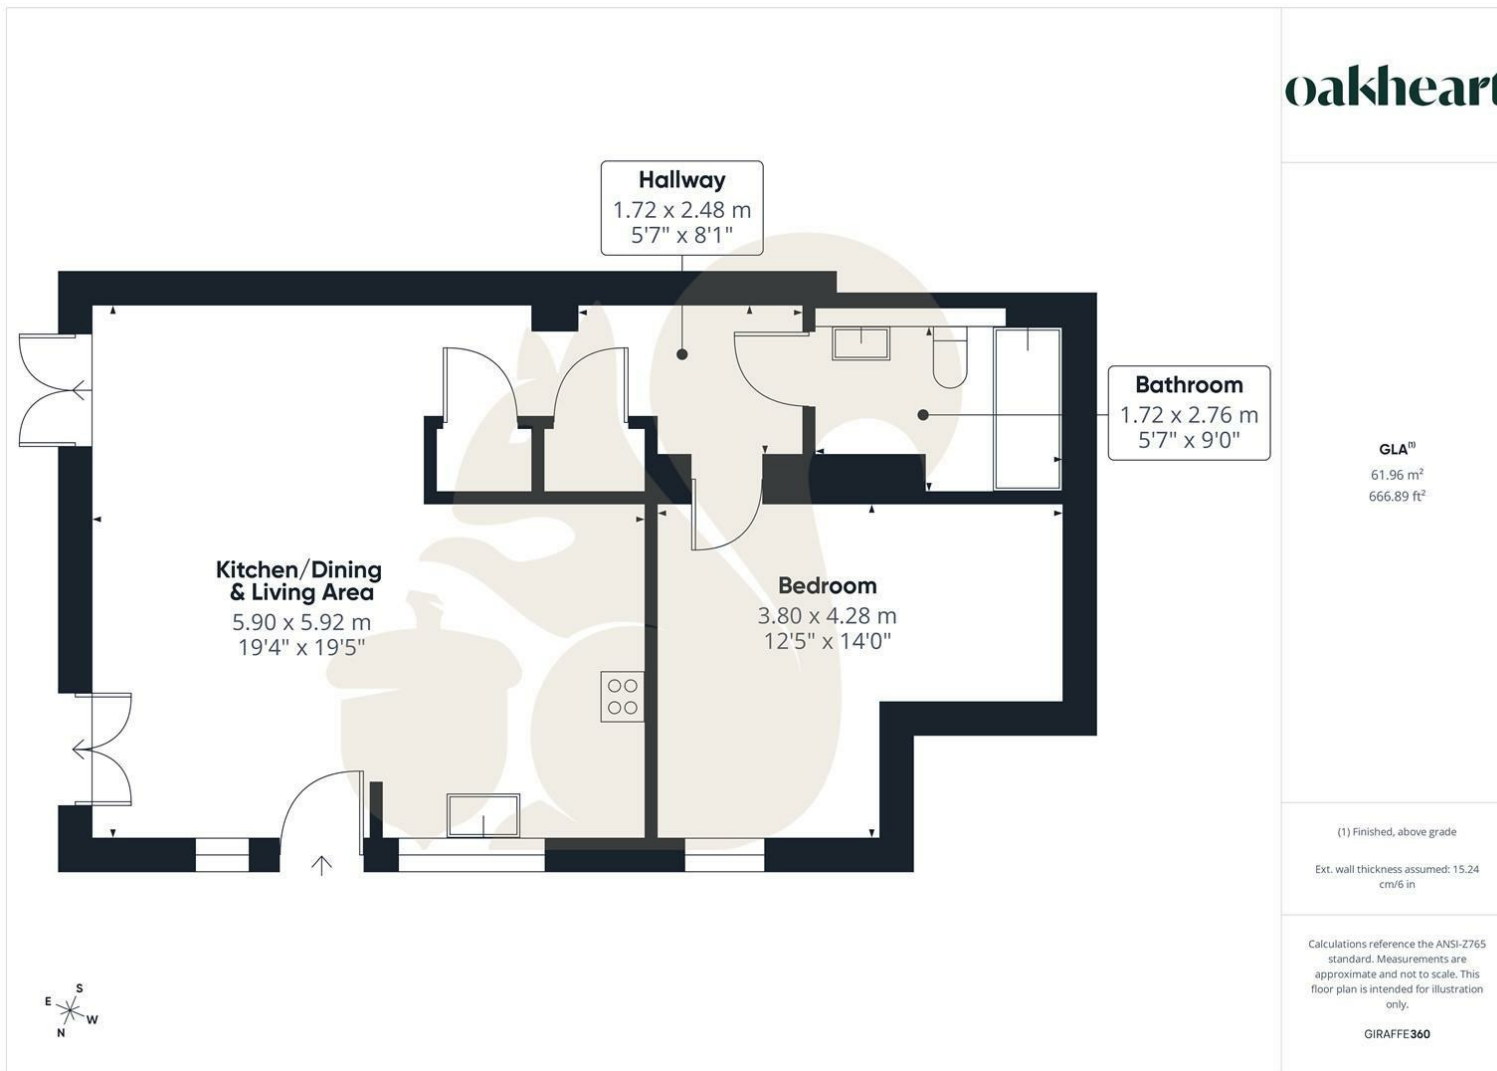 oakheart
Hallway
1.72 x 2.48 m
5'7" x 8'1"
Bathroom
1.72 x 2.76 m
5'7" x 9'0"
Kitchen/Dining
& Living Area
5.90 x 5.92 m
19'4" x 19'5"
Bedroom
3.80 x 4.28 m
12'5" x 14'0"
GLA(1)
61.96 m²
666.89 ft²
(1) Finished, above grade
Ext. wall thickness assumed: 15.24
cm/6 in
Calculations reference the ANSI-Z765
standard. Measurements are
approximate and not to scale. This
floor plan is intended for illustration
only.
GIRAFFE360
S
E
W
N